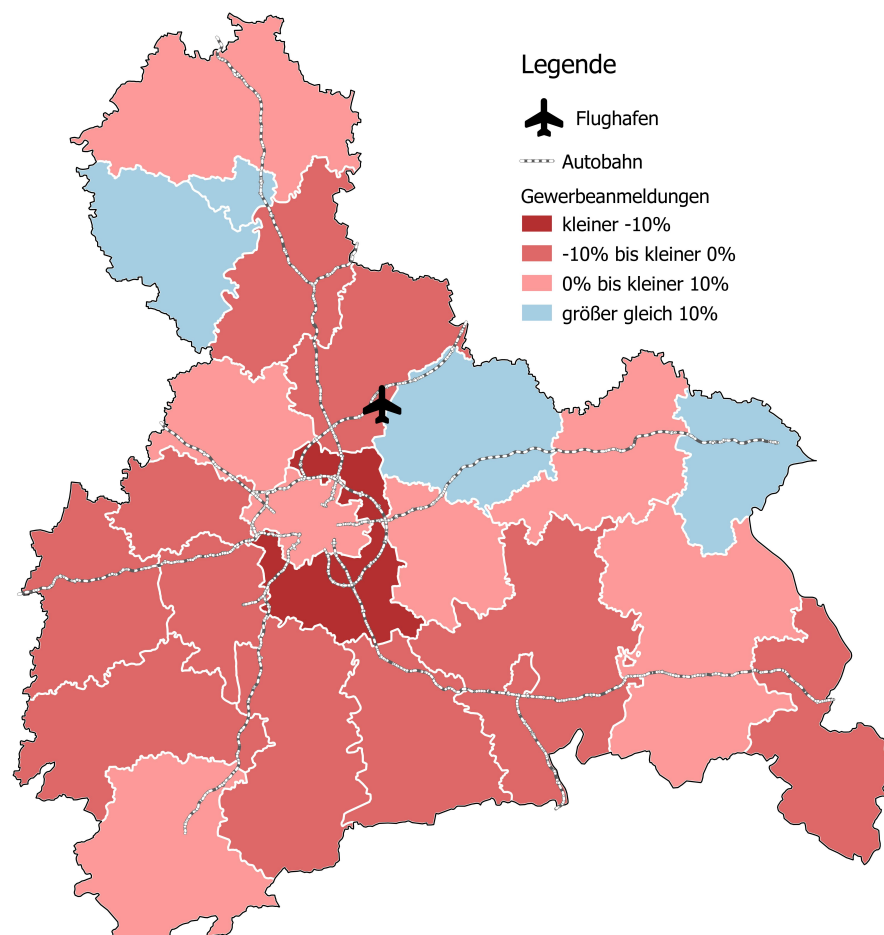 Legende
Flughafen
Autobahn
Gewerbeanmeldungen
kleiner -10%
-10% bis kleiner 0%
0% bis kleiner 10%
größer gleich 10%